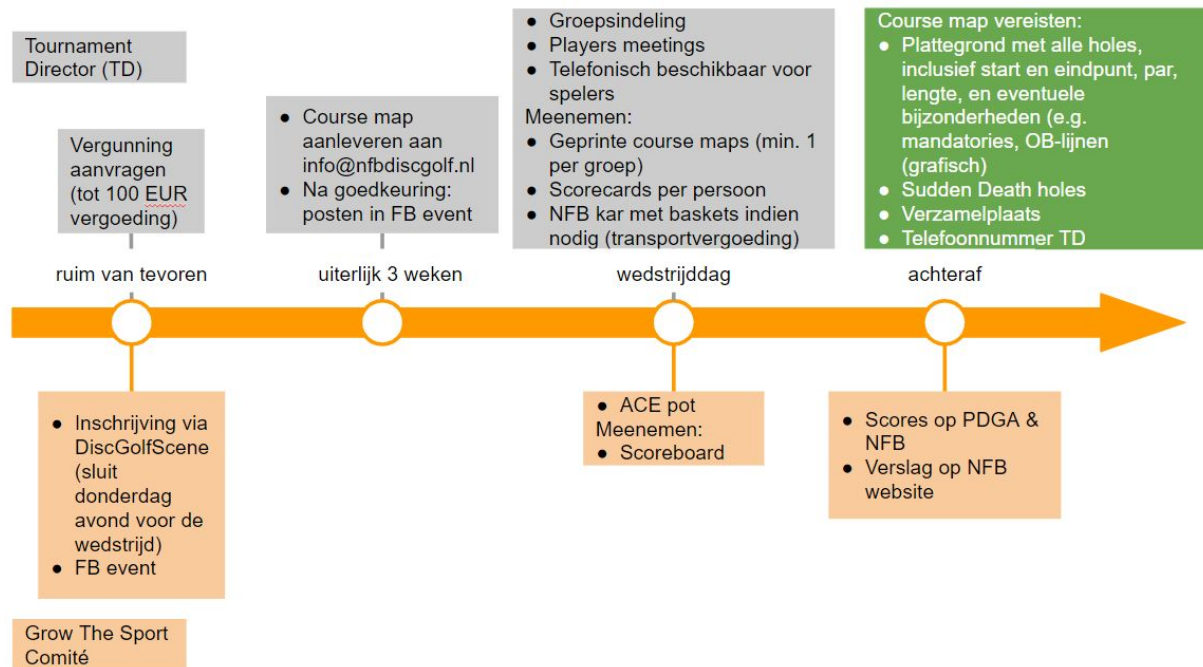 Tournament
Director (TD)
Vergunning
aanvragen
(tot 100 EUR
vergoeding)
● Course map
aanleveren aan
info@nfbdiscgolf.nl
● Na goedkeuring:
posten in FB event
● Groepsindeling
● Players meetings
● Telefonisch beschikbaar voor
spelers
Meenemen:
● Geprinte course maps (min. 1
per groep)
● Scorecards per persoon
● NFB kar met baskets indien
nodig (transportvergoeding)
Course map vereisten:
● Plattegrond met alle holes,
inclusief start en eindpunt, par,
lengte, en eventuele
bijzonderheden (e.g.
mandatories, OB-lijnen
(grafisch)
● Sudden Death holes
● Verzamelplaats
● Telefoonnummer TD
ruim van tevoren
uiterlijk 3 weken
wedstrijddag
achteraf
● Inschrijving via
DiscGolfScene
(sluit
donderdag
avond voor de
wedstrijd)
● FB event
● ACE pot
Meenemen:
● Scoreboard
● Scores op PDGA &
NFB
● Verslag op NFB
website
Grow The Sport
Comité